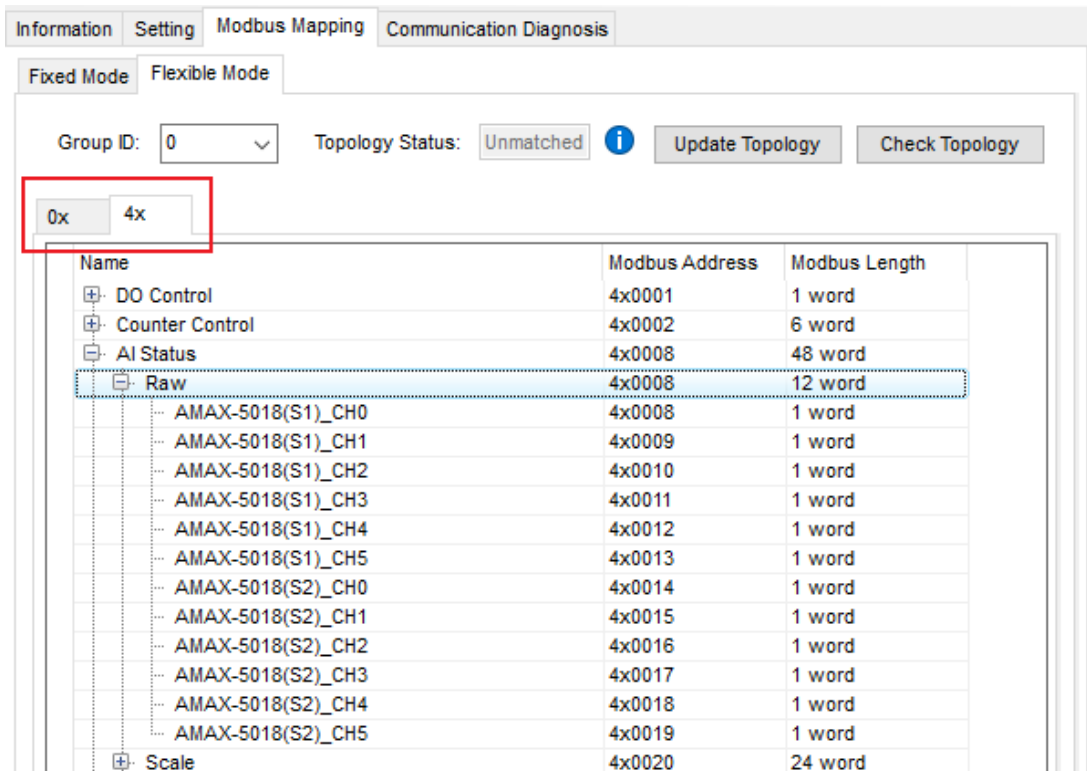 Information Setting Modbus Mapping Communication Diagnosis
Fixed Mode Flexible Mode
Group ID: 0 Topology Status: Unmatched i Update Topology Check Topology
0x 4x
Name Modbus Address Modbus Length
DO Control 4x0001 1 word
Counter Control 4x0002 6 word
AI Status 4x0008 48 word
Raw 4x0008 12 word
AMAX-5018(S1)_CH0 4x0008 1 word
AMAX-5018(S1)_CH1 4x0009 1 word
AMAX-5018(S1)_CH2 4x0010 1 word
AMAX-5018(S1)_CH3 4x0011 1 word
AMAX-5018(S1)_CH4 4x0012 1 word
AMAX-5018(S1)_CH5 4x0013 1 word
AMAX-5018(S2)_CH0 4x0014 1 word
AMAX-5018(S2)_CH1 4x0015 1 word
AMAX-5018(S2)_CH2 4x0016 1 word
AMAX-5018(S2)_CH3 4x0017 1 word
AMAX-5018(S2)_CH4 4x0018 1 word
AMAX-5018(S2)_CH5 4x0019 1 word
Scale 4x0020 24 word